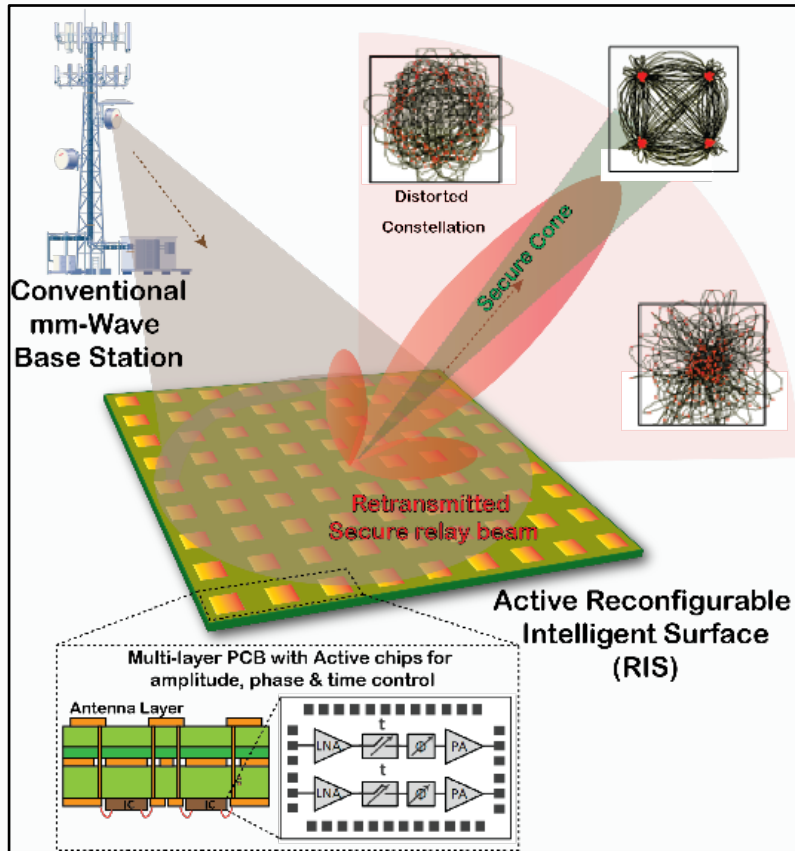 Distorted
Constellation
Secure Cone
Conventional
mm-Wave
Base Station
Retransmitted
Secure relay beam
Active Reconfigurable
Intelligent Surface
(RIS)
Multi-layer PCB with Active chips for
amplitude, phase & time control
Antenna Layer
t
LNA
PA
t
LNA
PA
IC
IC